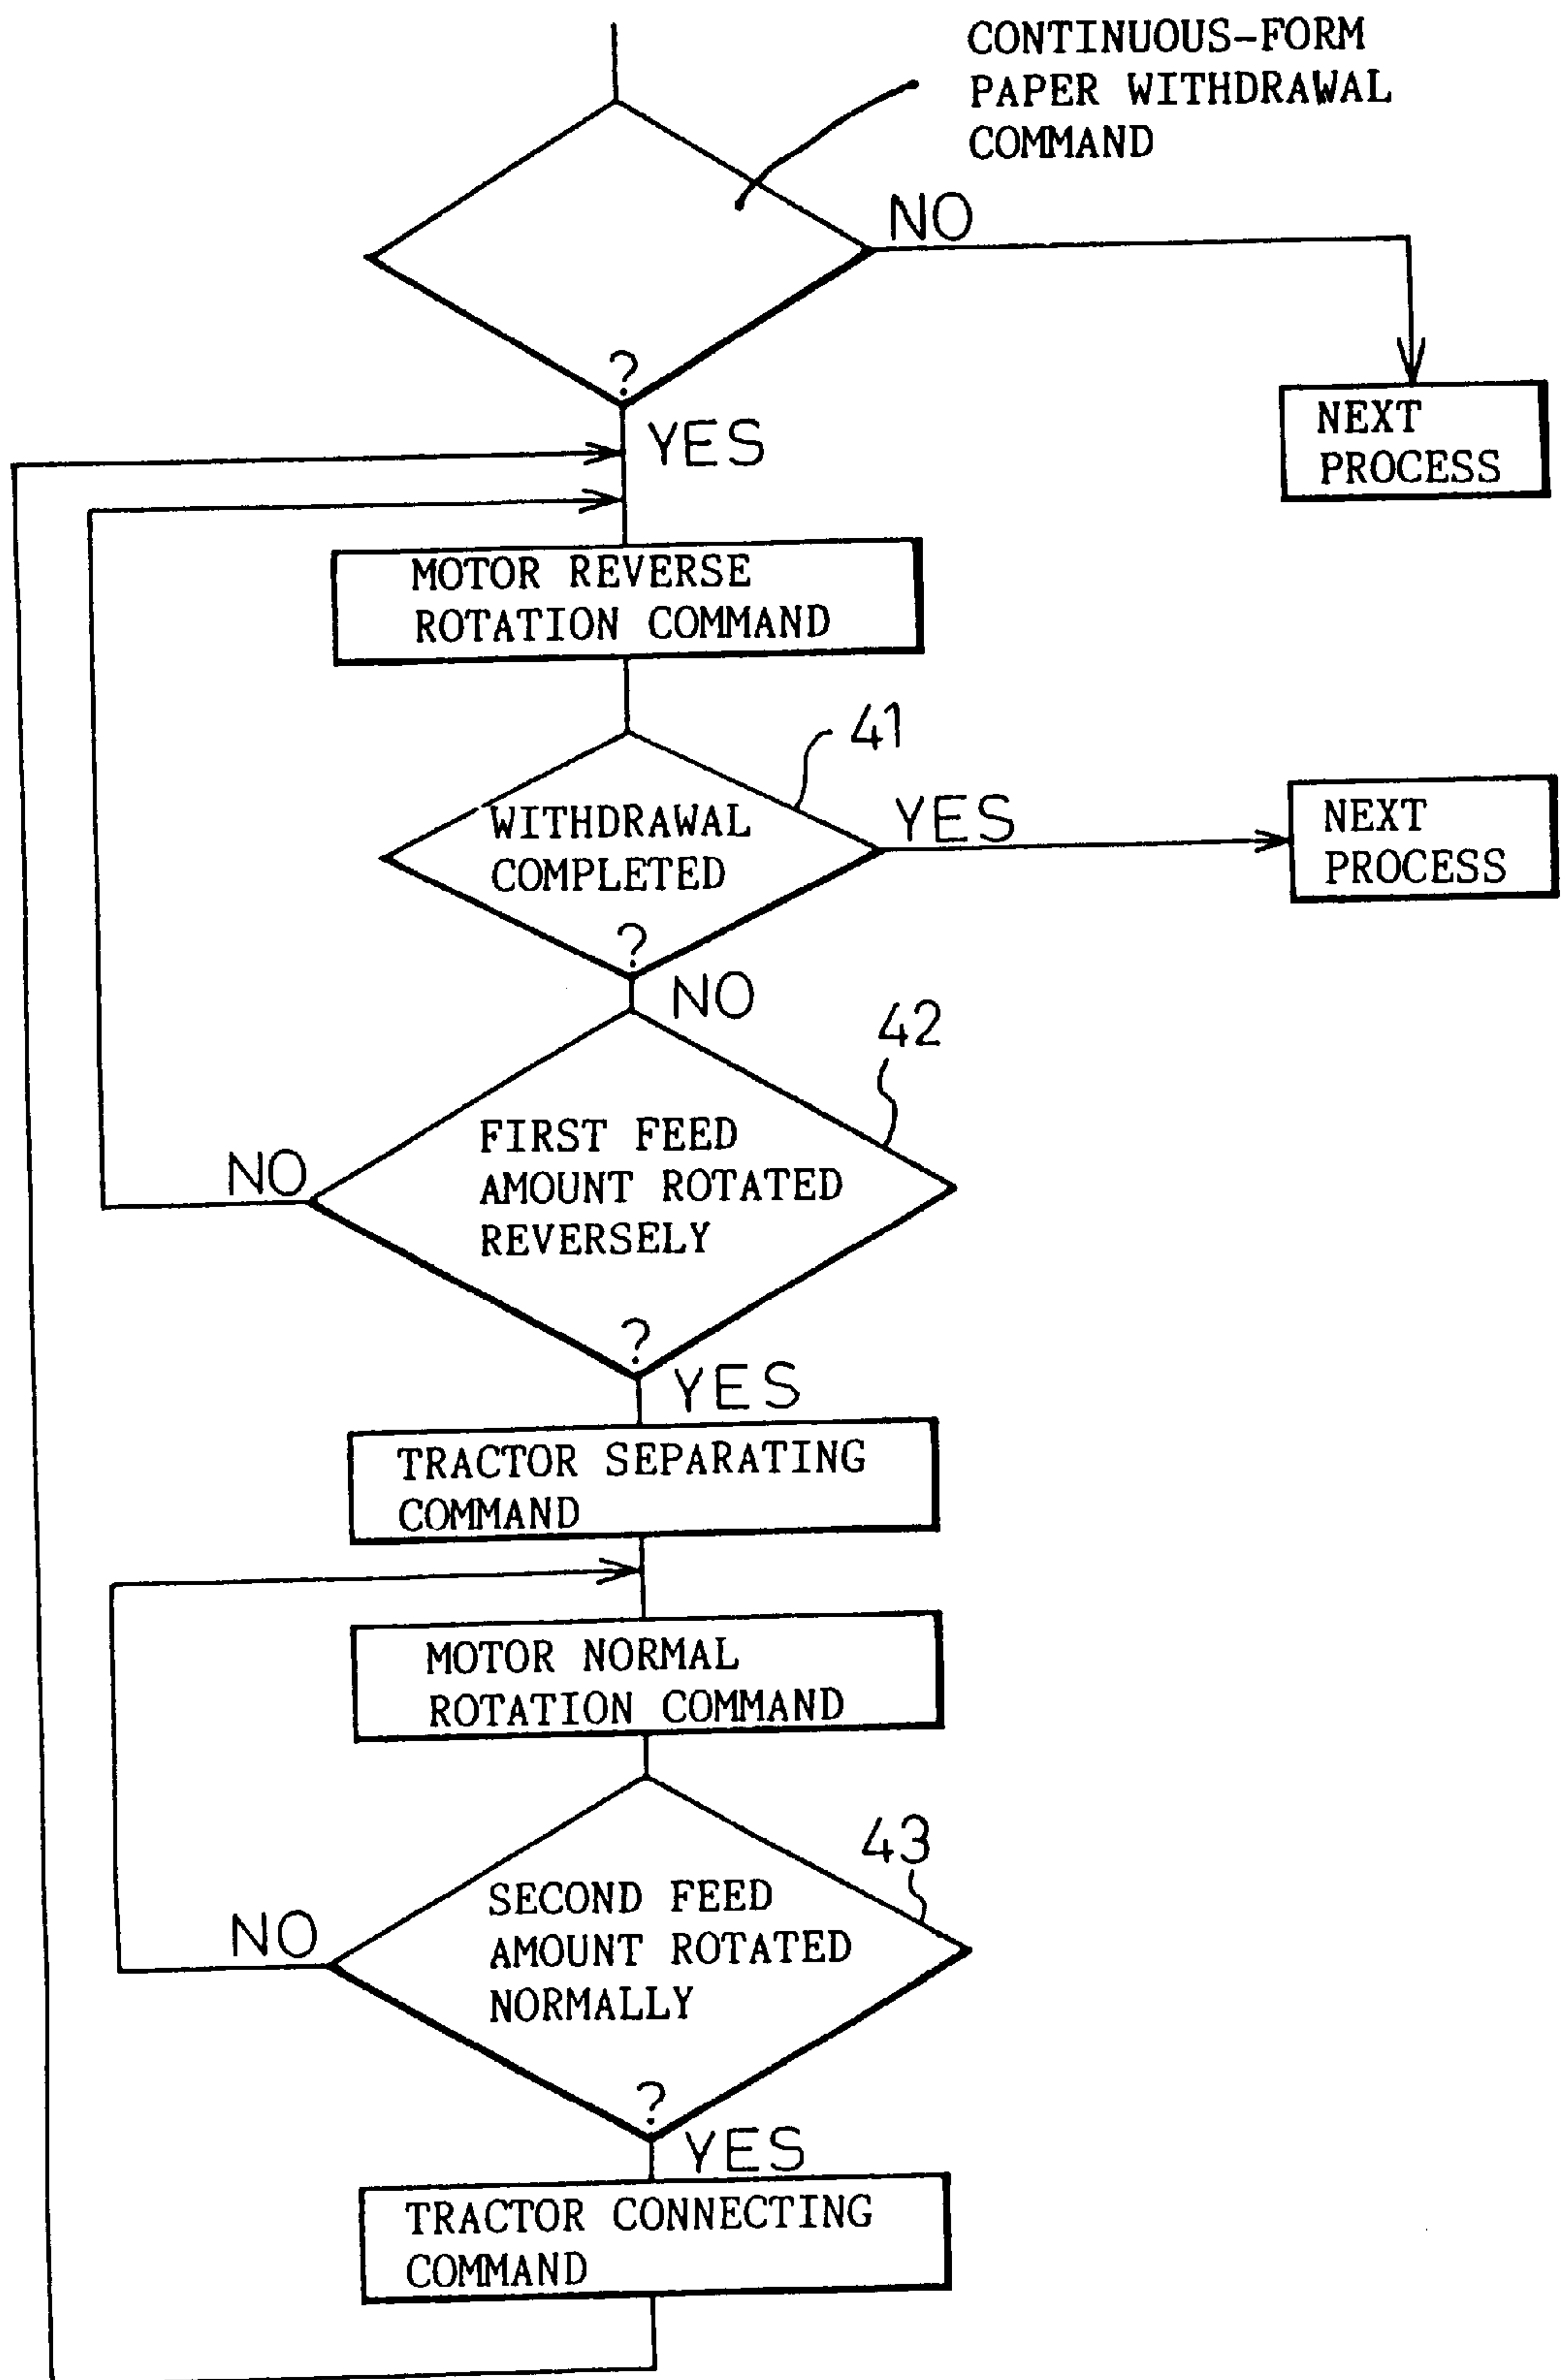 CONTINUOUS-FORM
PAPER WITHDRAWAL
COMMAND
NO
?
YES
NEXT
PROCESS
MOTOR REVERSE
ROTATION COMMAND
41
WITHDRAWAL
COMPLETED
?
YES
NEXT
PROCESS
NO
42
FIRST FEED
AMOUNT ROTATED
REVERSELY
?
NO
YES
TRACTOR SEPARATING
COMMAND
MOTOR NORMAL
ROTATION COMMAND
43
SECOND FEED
AMOUNT ROTATED
NORMALLY
?
NO
YES
TRACTOR CONNECTING
COMMAND